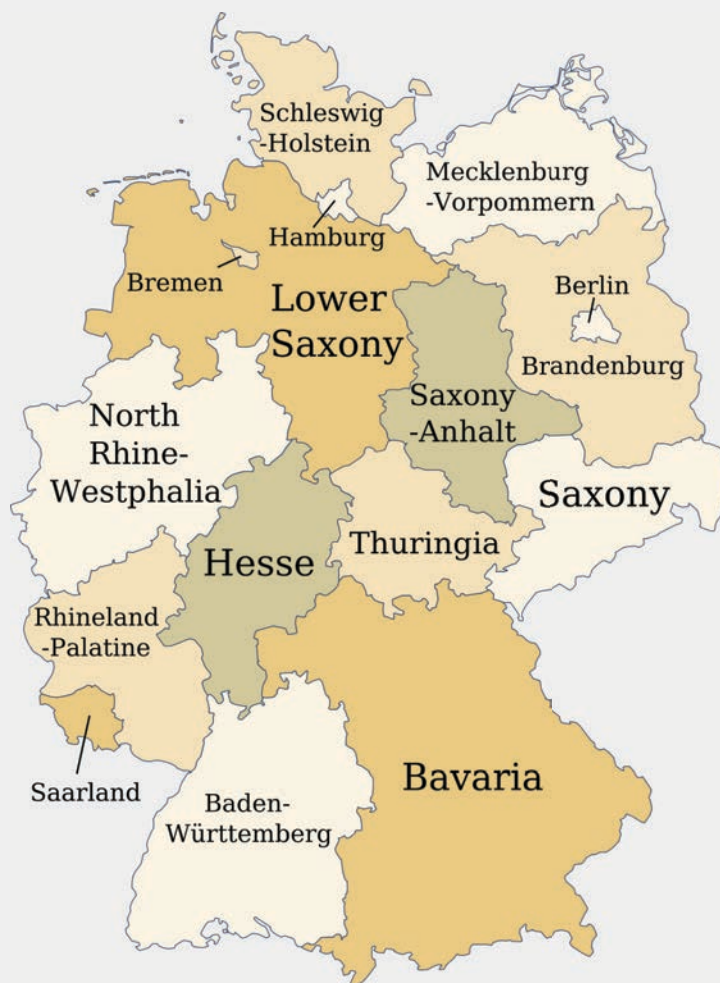 Schleswig
-Holstein
Mecklenburg
-Vorpommern
Hamburg
Bremen
Berlin
Lower
Saxony
Brandenburg
Saxony
-Anhalt
North
Rhine-
Westphalia
Saxony
Thuringia
Hesse
Rhineland
-Palatine
Saarland
Bavaria
Baden-
Württemberg